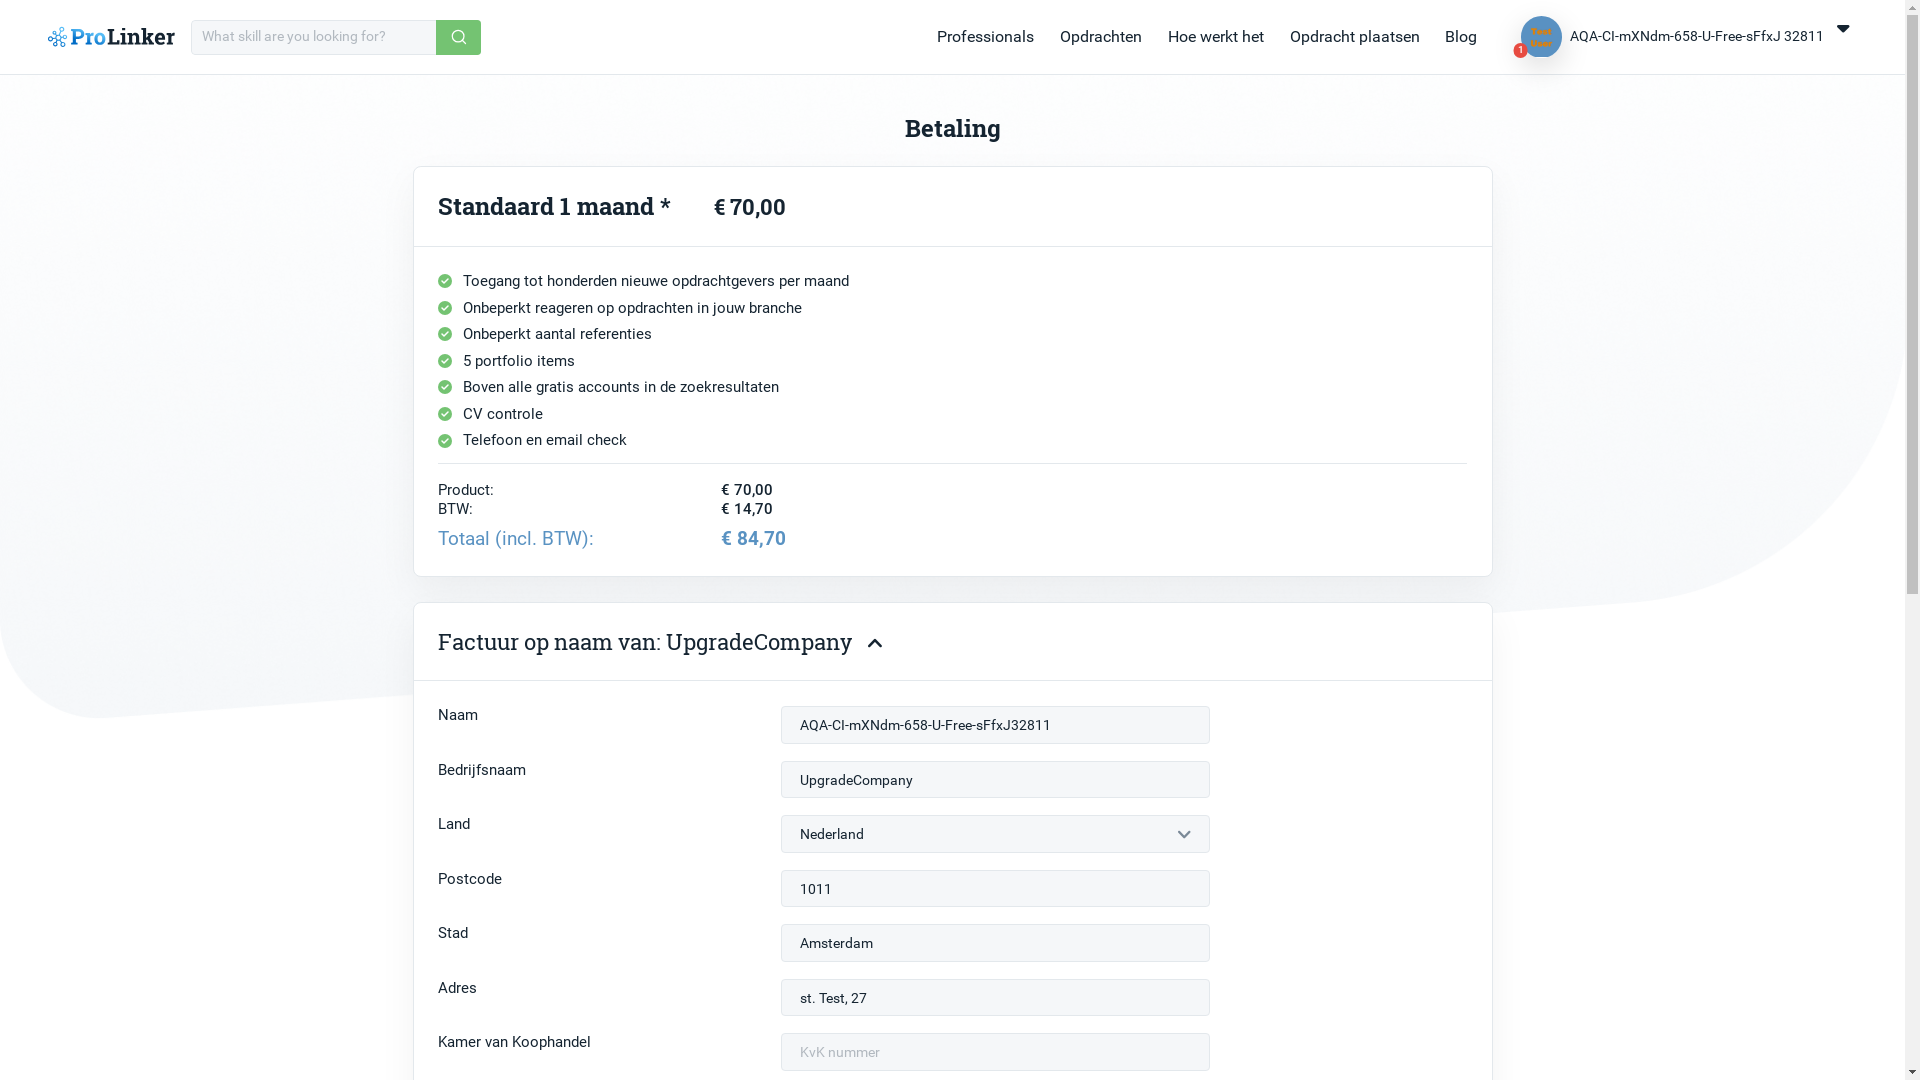 ProLinker
What skill are you looking for?
Professionals
Opdrachten
Hoe werkt het
Opdracht plaatsen
Blog
Test
User
1
AQA-CI-mXNdm-658-U-Free-sFfxJ 32811
Betaling
Standaard 1 maand * € 70,00
Toegang tot honderden nieuwe opdrachtgevers per maand
Onbeperkt reageren op opdrachten in jouw branche
Onbeperkt aantal referenties
5 portfolio items
Boven alle gratis accounts in de zoekresultaten
CV controle
Telefoon en email check
Product: € 70,00
BTW: € 14,70
Totaal (incl. BTW): € 84,70
Factuur op naam van: UpgradeCompany
Naam
AQA-CI-mXNdm-658-U-Free-sFfxJ32811
Bedrijfsnaam
UpgradeCompany
Land
Nederland
Postcode
1011
Stad
Amsterdam
Adres
st. Test, 27
Kamer van Koophandel
KvK nummer